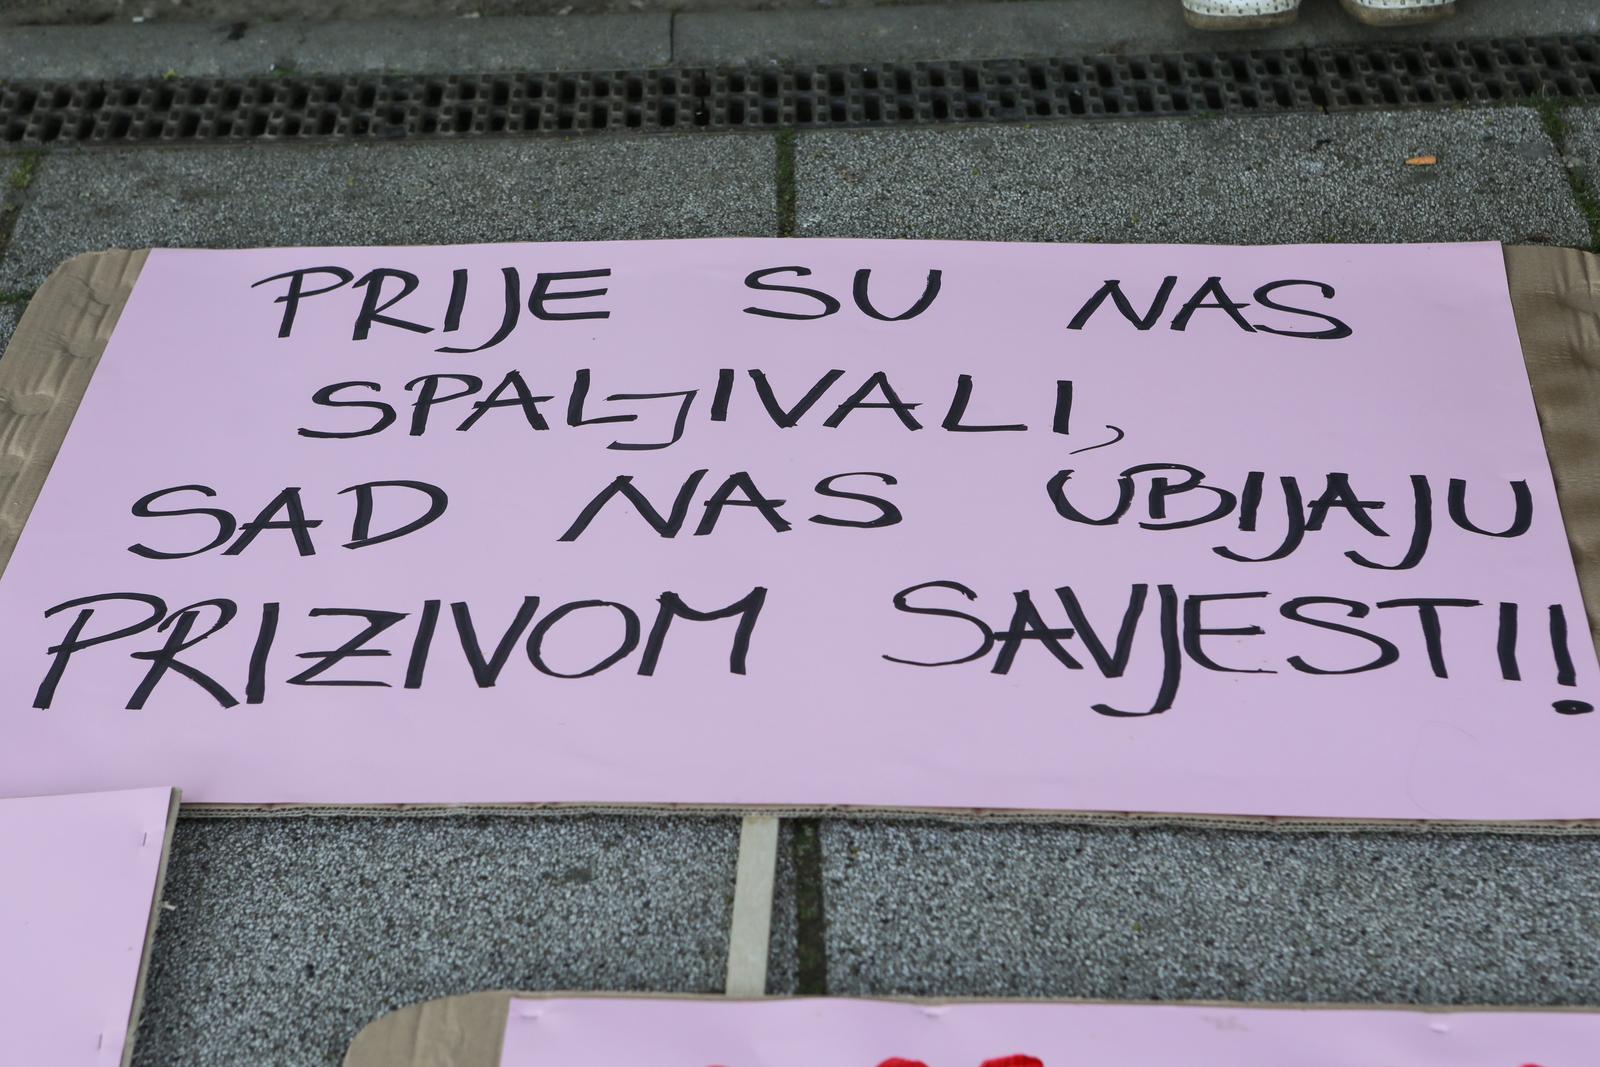 PRIJE SU NAS
SPALJIVALI,
SAD NAS UBIJAJU
PRIZIVOM SAVJESTI!